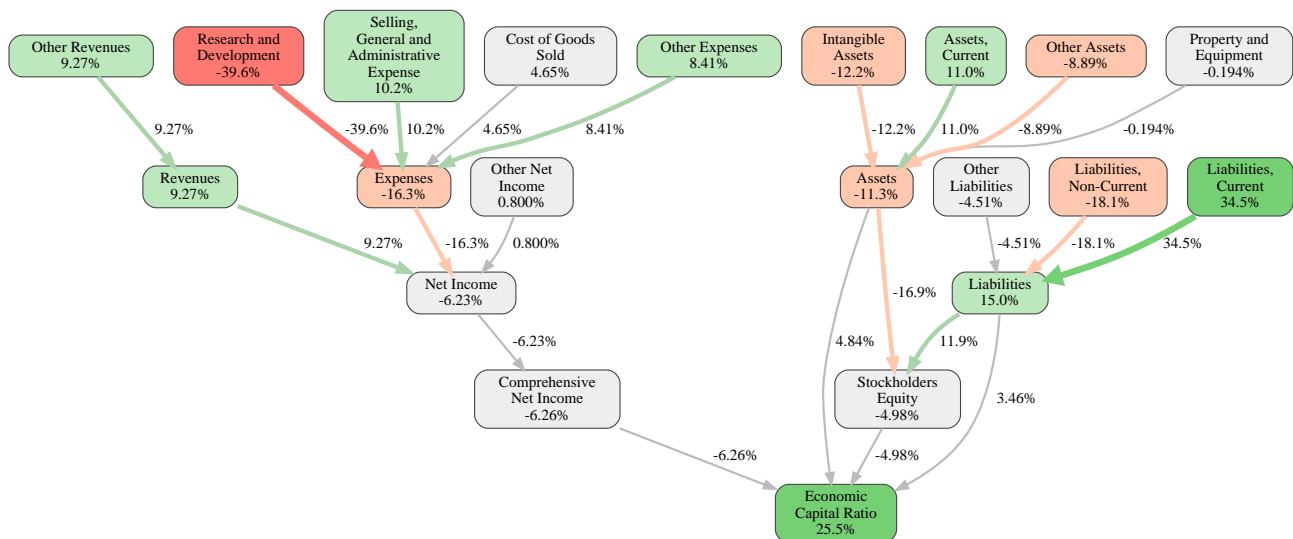 Other Revenues
9.27%
Research and
Development
-39.6%
Selling,
General and
Administrative
Expense
10.2%
Cost of Goods
Sold
4.65%
Other Expenses
8.41%
Intangible
Assets
-12.2%
Assets,
Current
11.0%
Other Assets
-8.89%
Property and
Equipment
-0.194%
9.27%
-39.6%
10.2%
4.65%
8.41%
-12.2%
11.0%
-8.89%
-0.194%
Revenues
9.27%
Expenses
-16.3%
Other Net
Income
0.800%
Assets
-11.3%
Other
Liabilities
-4.51%
Liabilities,
Non-Current
-18.1%
Liabilities,
Current
34.5%
9.27%
-16.3%
0.800%
-4.51%
-18.1%
34.5%
Net Income
-6.23%
Liabilities
15.0%
-16.9%
-6.23%
4.84%
11.9%
3.46%
Comprehensive
Net Income
-6.26%
Stockholders
Equity
-4.98%
-6.26%
-4.98%
Economic
Capital Ratio
25.5%